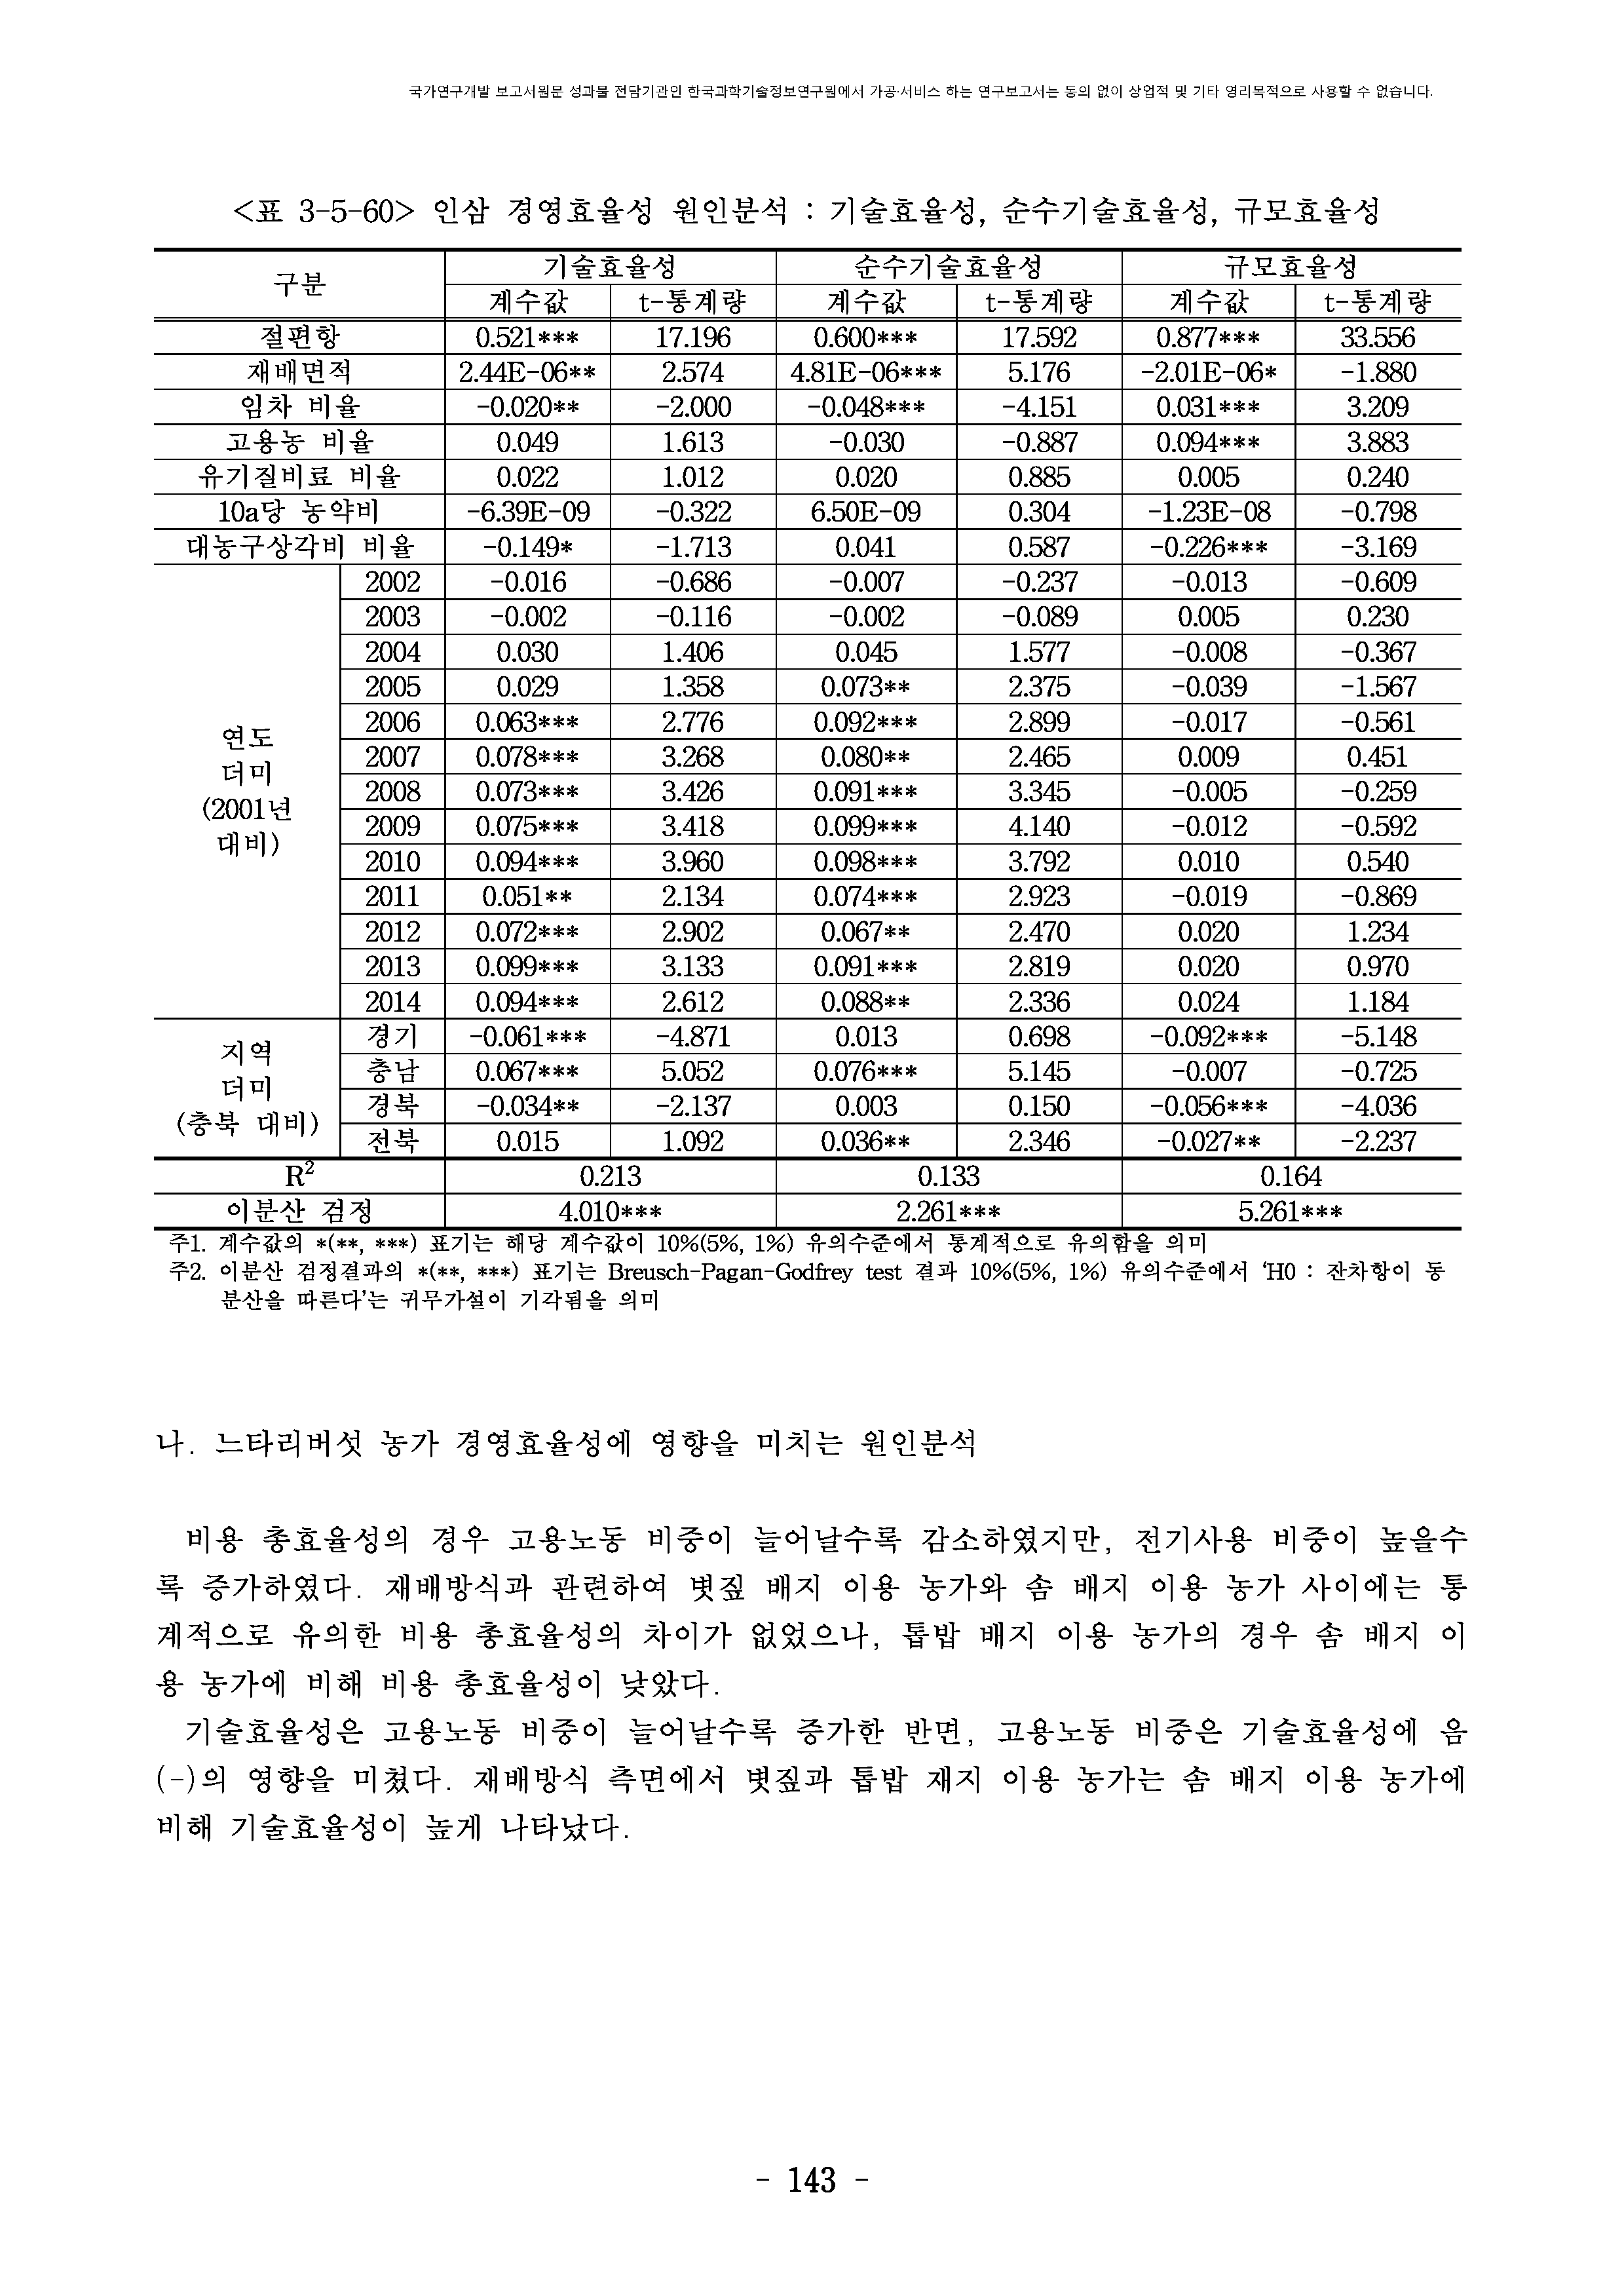 국가연구개발 보고서원문 성과물 전담기관인 한국과학기술정보연구원에서 가공·서비스 하는 연구보고서는 동의 없이 상업적 및 기타 영리목적으로 사용할 수 없습니다.
<표 3-5-60> 인삼 경영효율성 원인분석 : 기술효율성, 순수기술효율성, 규모효율성
구분 기술효율성 순수기술효율성 규모효율성
계수값 t-통계량 계수값 t-통계량 계수값 t-통계량
절편항 0.521*** 17.196 0.600*** 17.592 0.877*** 33.556
재배면적 2.44E-06** 2.574 4.81E-06*** 5.176 -2.01E-06* -1.880
임차 비율 -0.020** -2.000 -0.048*** -4.151 0.031*** 3.209
고용농 비율 0.049 1.613 -0.030 -0.887 0.094*** 3.883
유기질비료 비율 0.022 1.012 0.020 0.885 0.005 0.240
10a당 농약비 -6.39E-09 -0.322 6.50E-09 0.304 -1.23E-08 -0.798
대농구상각비 비율 -0.149* -1.713 0.041 0.587 -0.226*** -3.169
연도
더미
(2001년
대비)
2002 -0.016 -0.686 -0.007 -0.237 -0.013 -0.609
2003 -0.002 -0.116 -0.002 -0.089 0.005 0.230
2004 0.030 1.406 0.045 1.577 -0.008 -0.367
2005 0.029 1.358 0.073** 2.375 -0.039 -1.567
2006 0.063*** 2.776 0.092*** 2.899 -0.017 -0.561
2007 0.078*** 3.268 0.080** 2.465 0.009 0.451
2008 0.073*** 3.426 0.091*** 3.345 -0.005 -0.259
2009 0.075*** 3.418 0.099*** 4.140 -0.012 -0.592
2010 0.094*** 3.960 0.098*** 3.792 0.010 0.540
2011 0.051** 2.134 0.074*** 2.923 -0.019 -0.869
2012 0.072*** 2.902 0.067** 2.470 0.020 1.234
2013 0.099*** 3.133 0.091*** 2.819 0.020 0.970
2014 0.094*** 2.612 0.088** 2.336 0.024 1.184
지역
더미
(충북 대비)
경기 -0.061*** -4.871 0.013 0.698 -0.092*** -5.148
충남 0.067*** 5.052 0.076*** 5.145 -0.007 -0.725
경북 -0.034** -2.137 0.003 0.150 -0.056*** -4.036
전북 0.015 1.092 0.036** 2.346 -0.027** -2.237
R² 0.213 0.133 0.164
이분산 검정 4.010*** 2.261*** 5.261***
주1. 계수값의 *(**, ***) 표기는 해당 계수값이 10%(5%, 1%) 유의수준에서 통계적으로 유의함을 의미
주2. 이분산 검정결과의 *(**, ***) 표기는 Breusch-Pagan-Godfrey test 결과 10%(5%, 1%) 유의수준에서 ‘H0 : 잔차항이 동
분산을 따른다’는 귀무가설이 기각됨을 의미
나. 느타리버섯 농가 경영효율성에 영향을 미치는 원인분석
비용 총효율성의 경우 고용노동 비중이 늘어날수록 감소하였지만, 전기사용 비중이 높을수
록 증가하였다. 재배방식과 관련하여 볏짚 배지 이용 농가와 솜 배지 이용 농가 사이에는 통
계적으로 유의한 비용 총효율성의 차이가 없었으나, 톱밥 배지 이용 농가의 경우 솜 배지 이
용 농가에 비해 비용 총효율성이 낮았다.
기술효율성은 고용노동 비중이 늘어날수록 증가한 반면, 고용노동 비중은 기술효율성에 음
(-)의 영향을 미쳤다. 재배방식 측면에서 볏짚과 톱밥 재지 이용 농가는 솜 배지 이용 농가에
비해 기술효율성이 높게 나타났다.
- 143 -